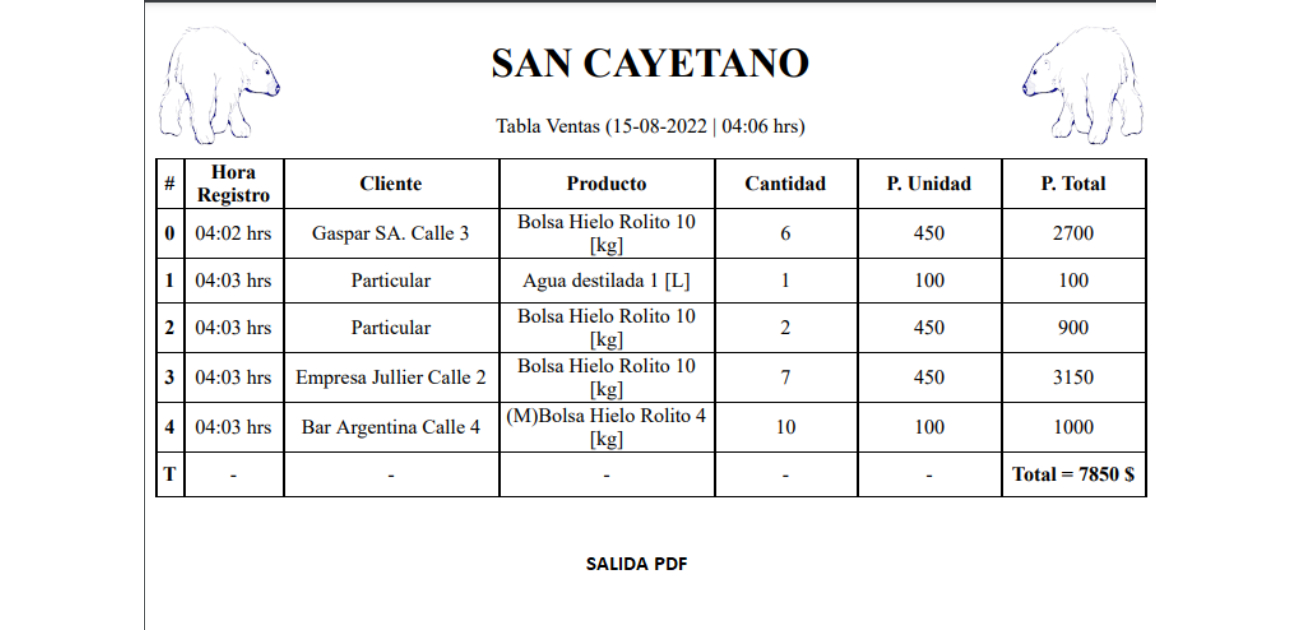 SAN CAYETANO
Tabla Ventas (15-08-2022 | 04:06 hrs)
# Hora Registro Cliente Producto Cantidad P. Unidad P. Total
0 04:02 hrs Gaspar SA. Calle 3 Bolsa Hielo Rolito 10 [kg] 6 450 2700
1 04:03 hrs Particular Agua destilada 1 [L] 1 100 100
2 04:03 hrs Particular Bolsa Hielo Rolito 10 [kg] 2 450 900
3 04:03 hrs Empresa Jullier Calle 2 Bolsa Hielo Rolito 10 [kg] 7 450 3150
4 04:03 hrs Bar Argentina Calle 4 (M)Bolsa Hielo Rolito 4 [kg] 10 100 1000
T - - - - - Total = 7850 $
SALIDA PDF